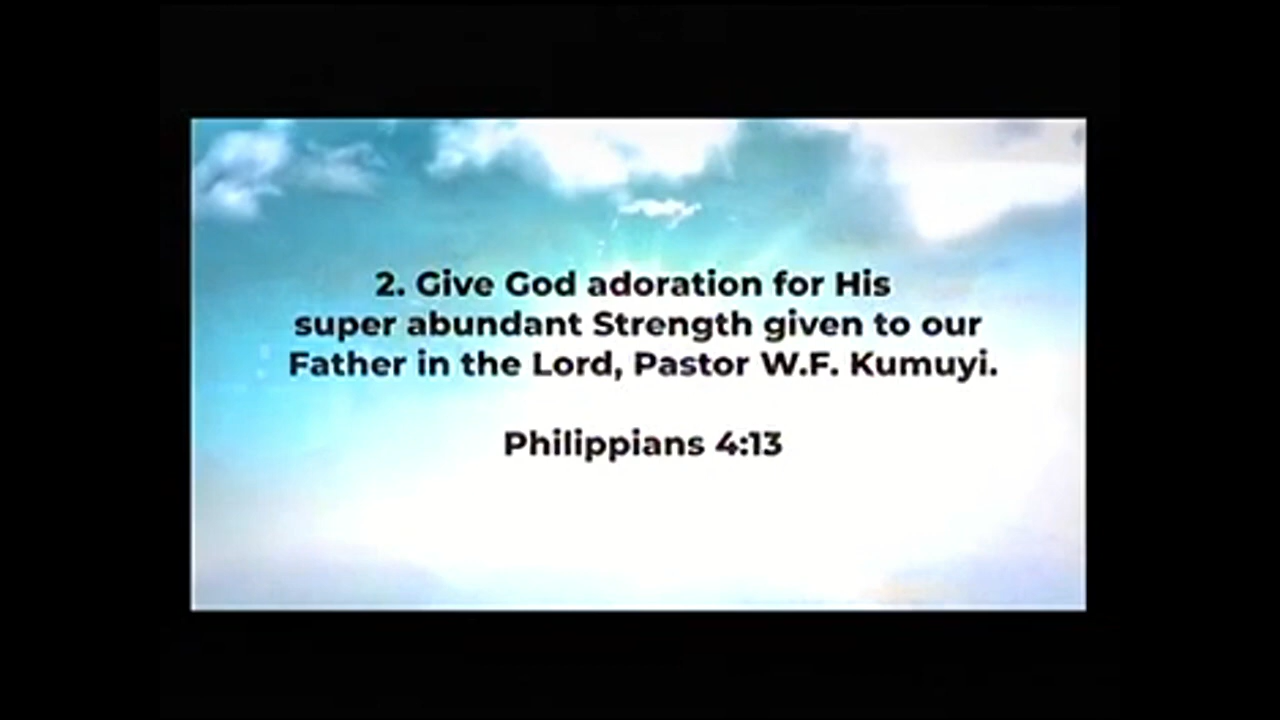 2. Give God adoration for His
super abundant Strength given to our
Father in the Lord, Pastor W.F. Kumuyi.
Philippians 4:13